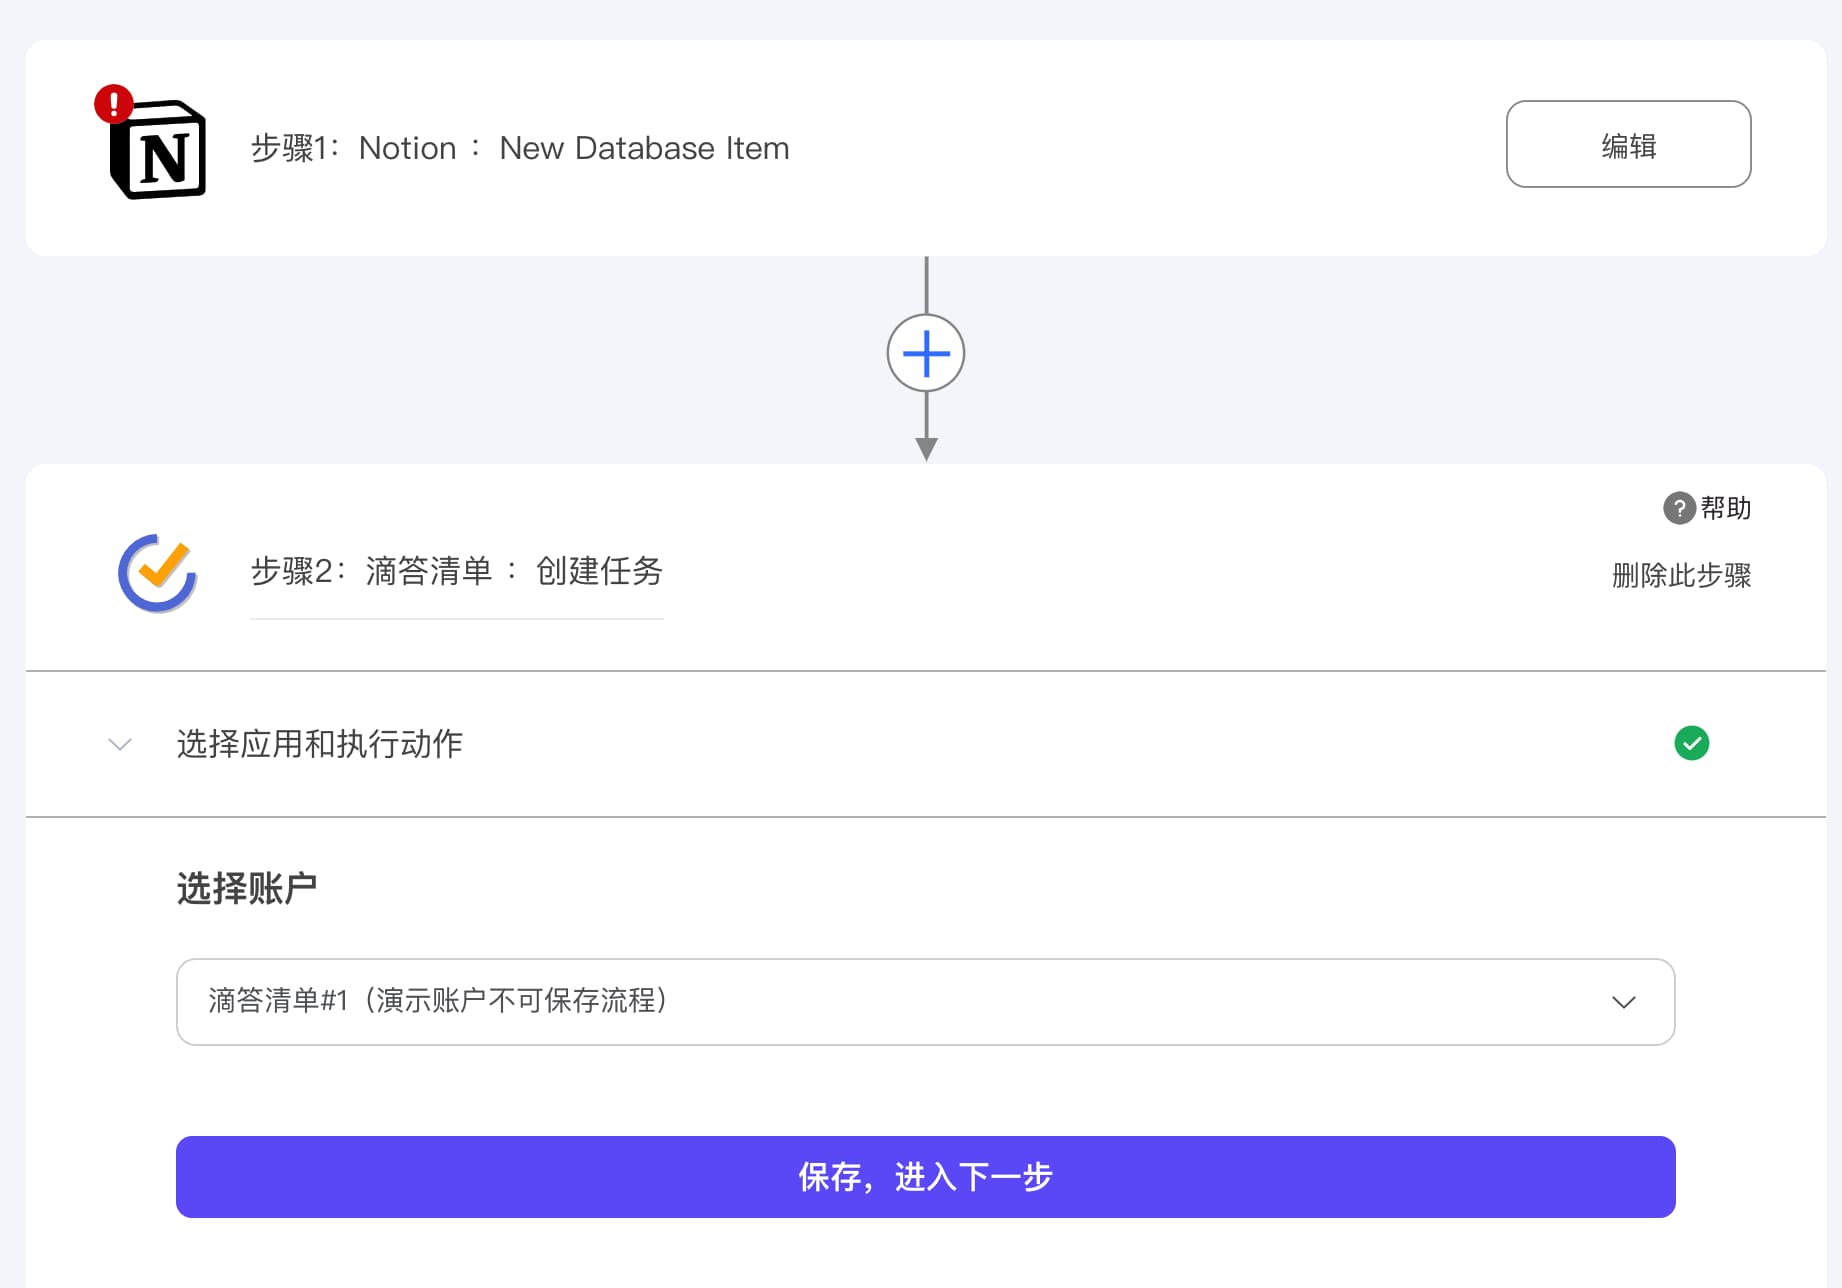 步骤1： Notion ： New Database Item
编辑
帮助
步骤2： 滴答清单 ： 创建任务
删除此步骤
选择应用和执行动作
选择账户
滴答清单#1（演示账户不可保存流程）
保存，进入下一步